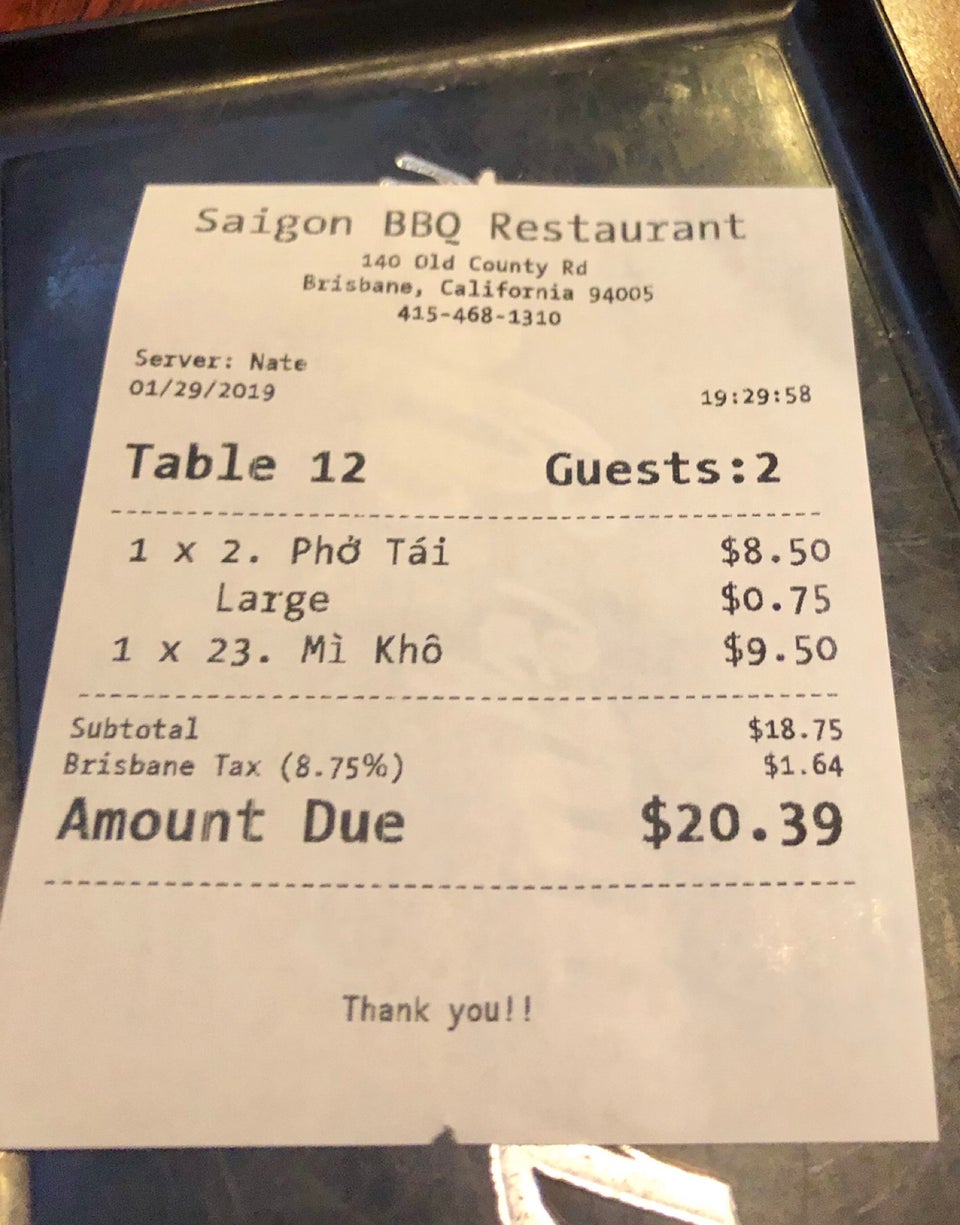 Saigon BBQ Restaurant
140 Old County Rd
Brisbane, California 94005
415-468-1310
Server: Nate
01/29/2019 19:29:58
Table 12 Guests:2
1 x 2. Phở Tái $8.50
Large $0.75
1 x 23. Mì Khô $9.50
Subtotal $18.75
Brisbane Tax (8.75%) $1.64
Amount Due $20.39
Thank you!!